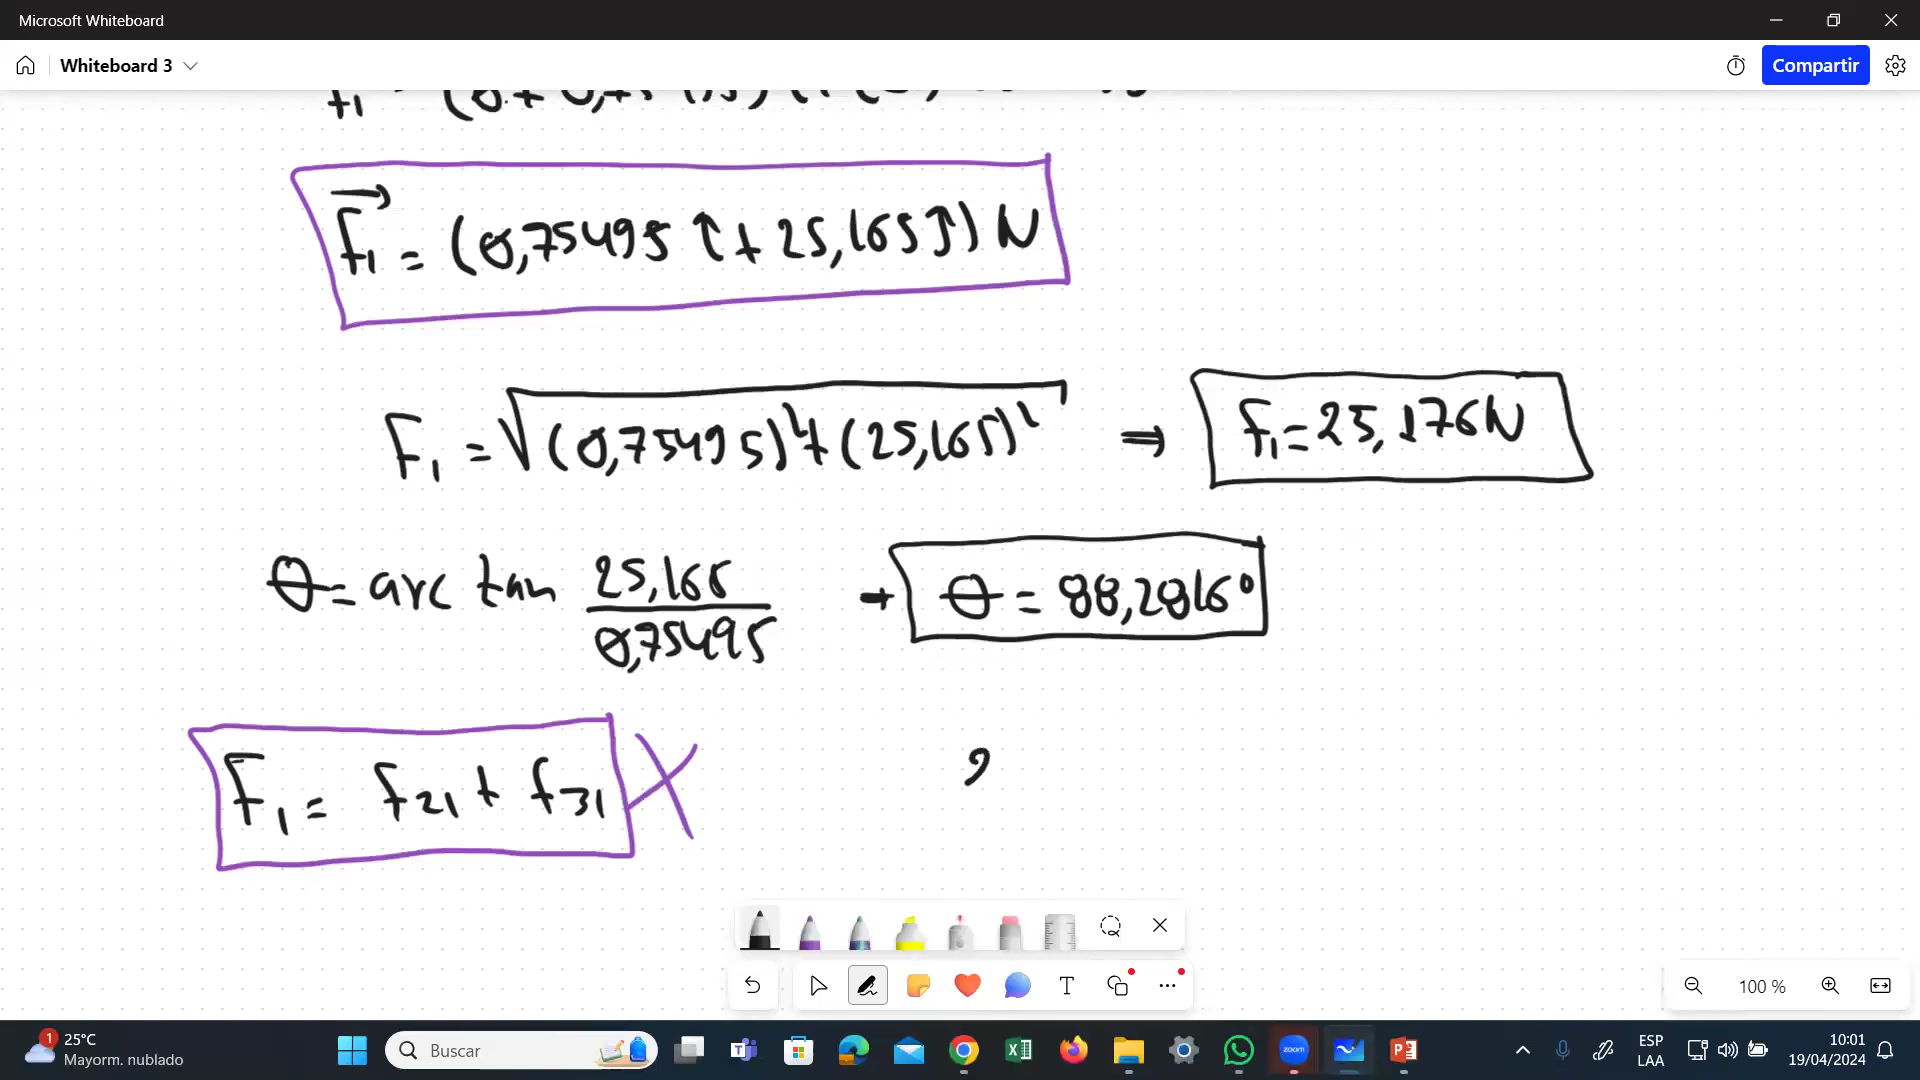 Microsoft Whiteboard
Whiteboard 3
Compartir
F₁ = (0,75495 î + 25,165 ĵ) N
F₁ = √(0,75495)² + (25,165)² ⇒ F₁ = 25,176 N
θ = arc tan 25,165 / 0,75495 → θ = 88,2816°
F₁ = F₂₁ + F₃₁ X
100 %
1
25°C
Mayorm. nublado
Buscar
zoom
ESP
LAA
10:01
19/04/2024